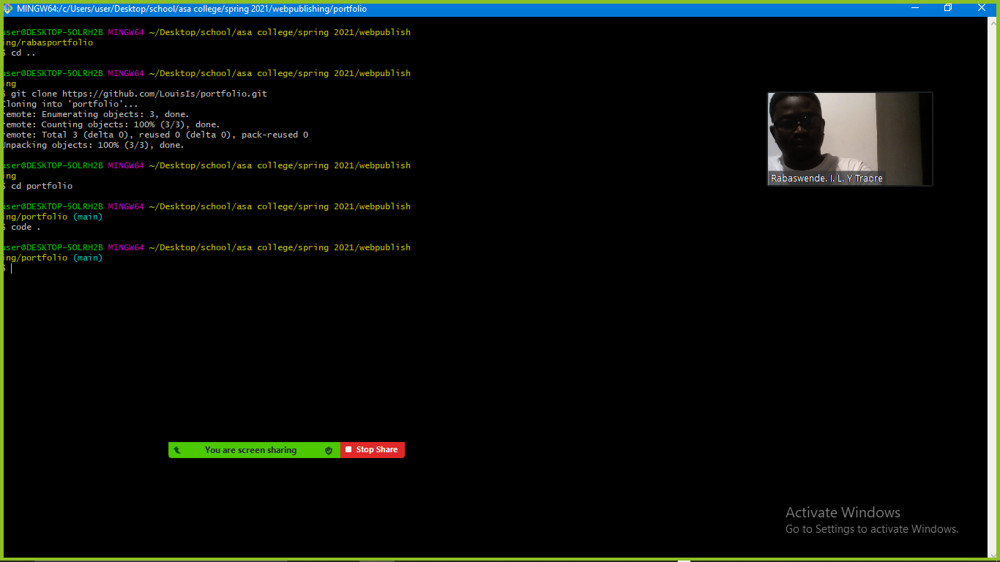 MINGW64:/c/Users/user/Desktop/school/asa college/spring 2021/webpublishing/portfolio
user@DESKTOP-5OLRH2B MINGW64 ~/Desktop/school/asa college/spring 2021/webpublish
ing/rabasportfolio
$ cd ..
user@DESKTOP-5OLRH2B MINGW64 ~/Desktop/school/asa college/spring 2021/webpublish
ing
$ git clone https://github.com/LouisIs/portfolio.git
Cloning into 'portfolio'...
remote: Enumerating objects: 3, done.
remote: Counting objects: 100% (3/3), done.
remote: Total 3 (delta 0), reused 0 (delta 0), pack-reused 0
Unpacking objects: 100% (3/3), done.
user@DESKTOP-5OLRH2B MINGW64 ~/Desktop/school/asa college/spring 2021/webpublish
ing
$ cd portfolio
user@DESKTOP-5OLRH2B MINGW64 ~/Desktop/school/asa college/spring 2021/webpublish
ing/portfolio (main)
$ code .
user@DESKTOP-5OLRH2B MINGW64 ~/Desktop/school/asa college/spring 2021/webpublish
ing/portfolio (main)
$
Rabaswende. I. L. Y Traore
You are screen sharing Stop Share
Activate Windows
Go to Settings to activate Windows.